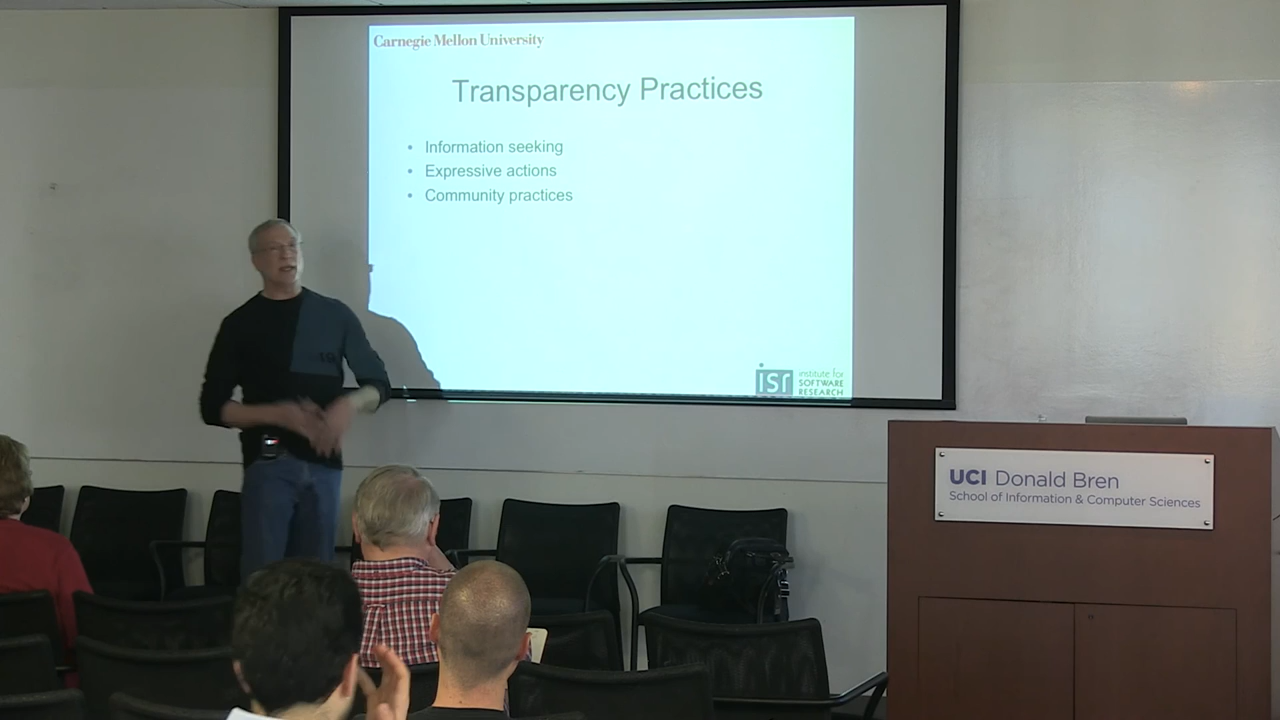 Carnegie Mellon University
Transparency Practices
• Information seeking
• Expressive actions
• Community practices
isr institute for
SOFTWARE
RESEARCH
UCI Donald Bren
School of Information & Computer Sciences